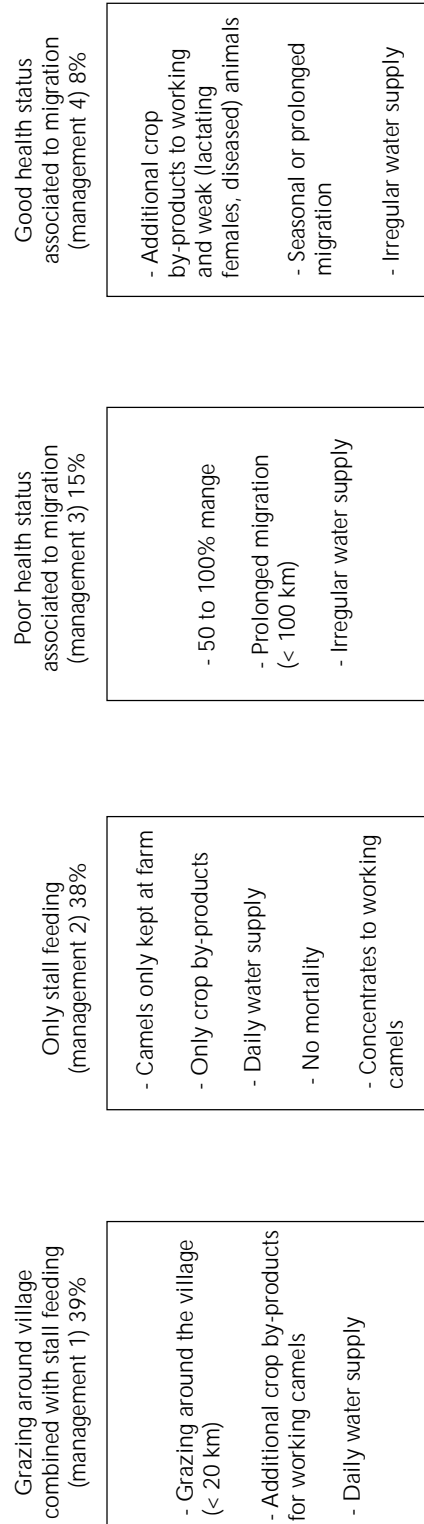 Grazing around village
combined with stall feeding
(management 1) 39%
- Grazing around the village
(< 20 km)
- Additional crop by-products
for working camels
- Daily water supply
Only stall feeding
(management 2) 38%
- Camels only kept at farm
- Only crop by-products
- Daily water supply
- No mortality
- Concentrates to working
camels
Poor health status
associated to migration
(management 3) 15%
- 50 to 100% mange
- Prolonged migration
(< 100 km)
- Irregular water supply
Good health status
associated to migration
(management 4) 8%
- Additional crop
by-products to working
and weak (lactating
females, diseased) animals
- Seasonal or prolonged
migration
- Irregular water supply